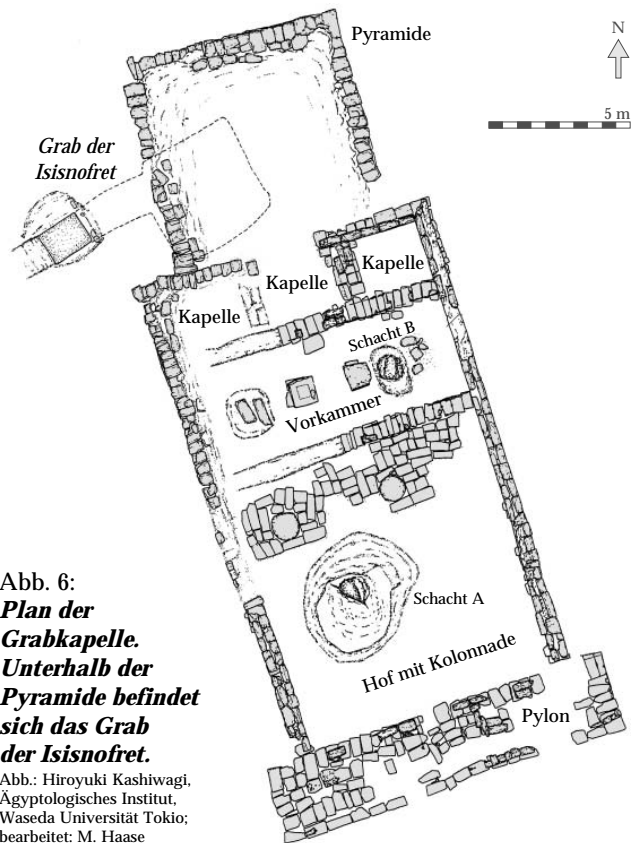 Pyramide
N
5 m
Grab der
Isisnofret
Kapelle
Kapelle
Kapelle
Schacht B
Vorkammer
Schacht A
Hof mit Kolonnade
Pylon
Abb. 6:
Plan der
Grabkapelle.
Unterhalb der
Pyramide befindet
sich das Grab
der Isisnofret.
Abb.: Hiroyuki Kashiwagi,
Ägyptologisches Institut,
Waseda Universität Tokio;
bearbeitet: M. Haase